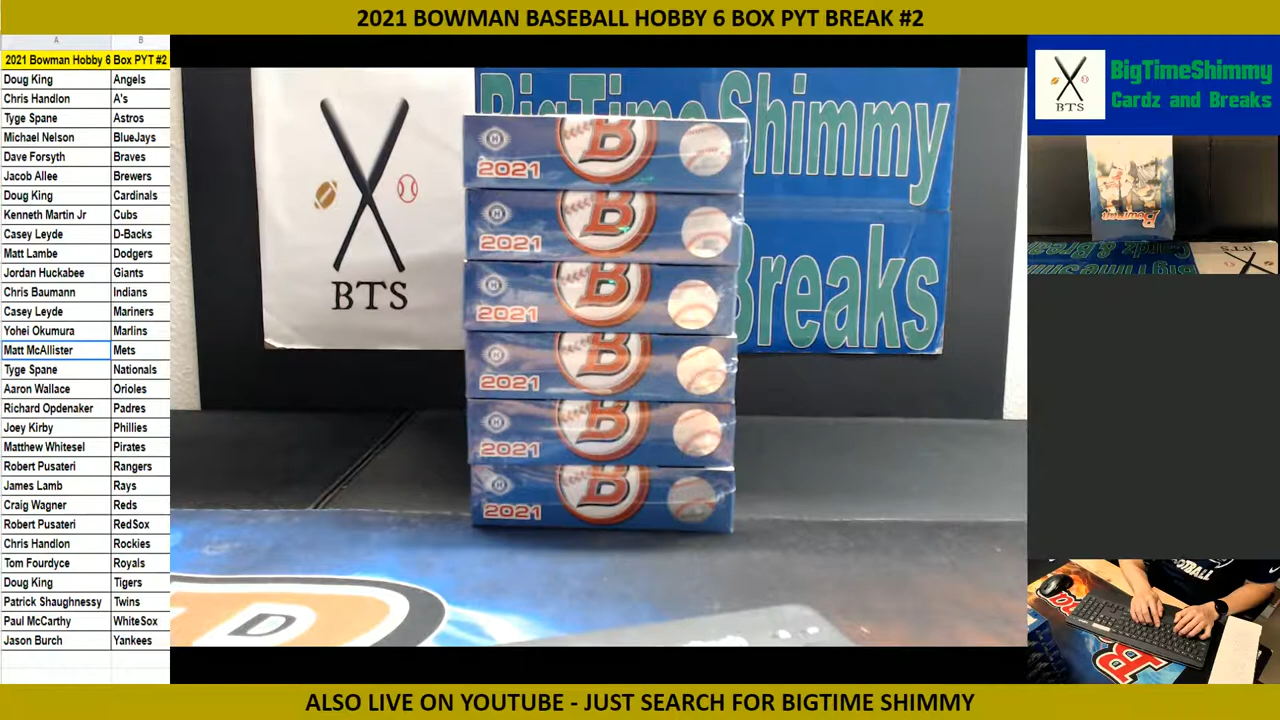 2021 BOWMAN BASEBALL HOBBY 6 BOX PYT BREAK #2
A B
2021 Bowman Hobby 6 Box PYT #2
Doug King Angels
Chris Handlon A's
Tyge Spane Astros
Michael Nelson BlueJays
Dave Forsyth Braves
Jacob Allee Brewers
Doug King Cardinals
Kenneth Martin Jr Cubs
Casey Leyde D-Backs
Matt Lambe Dodgers
Jordan Huckabee Giants
Chris Baumann Indians
Casey Leyde Mariners
Yohei Okumura Marlins
Matt McAllister Mets
Tyge Spane Nationals
Aaron Wallace Orioles
Richard Opdenaker Padres
Joey Kirby Phillies
Matthew Whitesel Pirates
Robert Pusateri Rangers
James Lamb Rays
Craig Wagner Reds
Robert Pusateri RedSox
Chris Handlon Rockies
Tom Fourdyce Royals
Doug King Tigers
Patrick Shaughnessy Twins
Paul McCarthy WhiteSox
Jason Burch Yankees
BTS
BigTimeShimmy
Breaks
H 2021 B
H 2021 B
H 2021 B
H 2021 B
H 2021 B
H 2021 B
D
BTS
BigTimeShimmy
Cardz and Breaks
Bowman
Cardz & Breaks
ALSO LIVE ON YOUTUBE - JUST SEARCH FOR BIGTIME SHIMMY